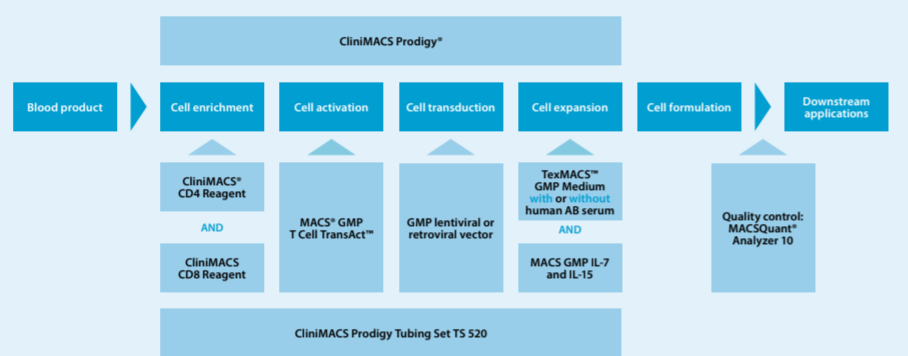 CliniMACS Prodigy®
Blood product
Cell enrichment
Cell activation
Cell transduction
Cell expansion
Cell formulation
Downstream
applications
CliniMACS®
CD4 Reagent
AND
CliniMACS
CD8 Reagent
MACS® GMP
T Cell TransAct™
GMP lentiviral or
retroviral vector
TexMACS™
GMP Medium
with or without
human AB serum
AND
MACS GMP IL-7
and IL-15
Quality control:
MACSQuant®
Analyzer 10
CliniMACS Prodigy Tubing Set TS 520